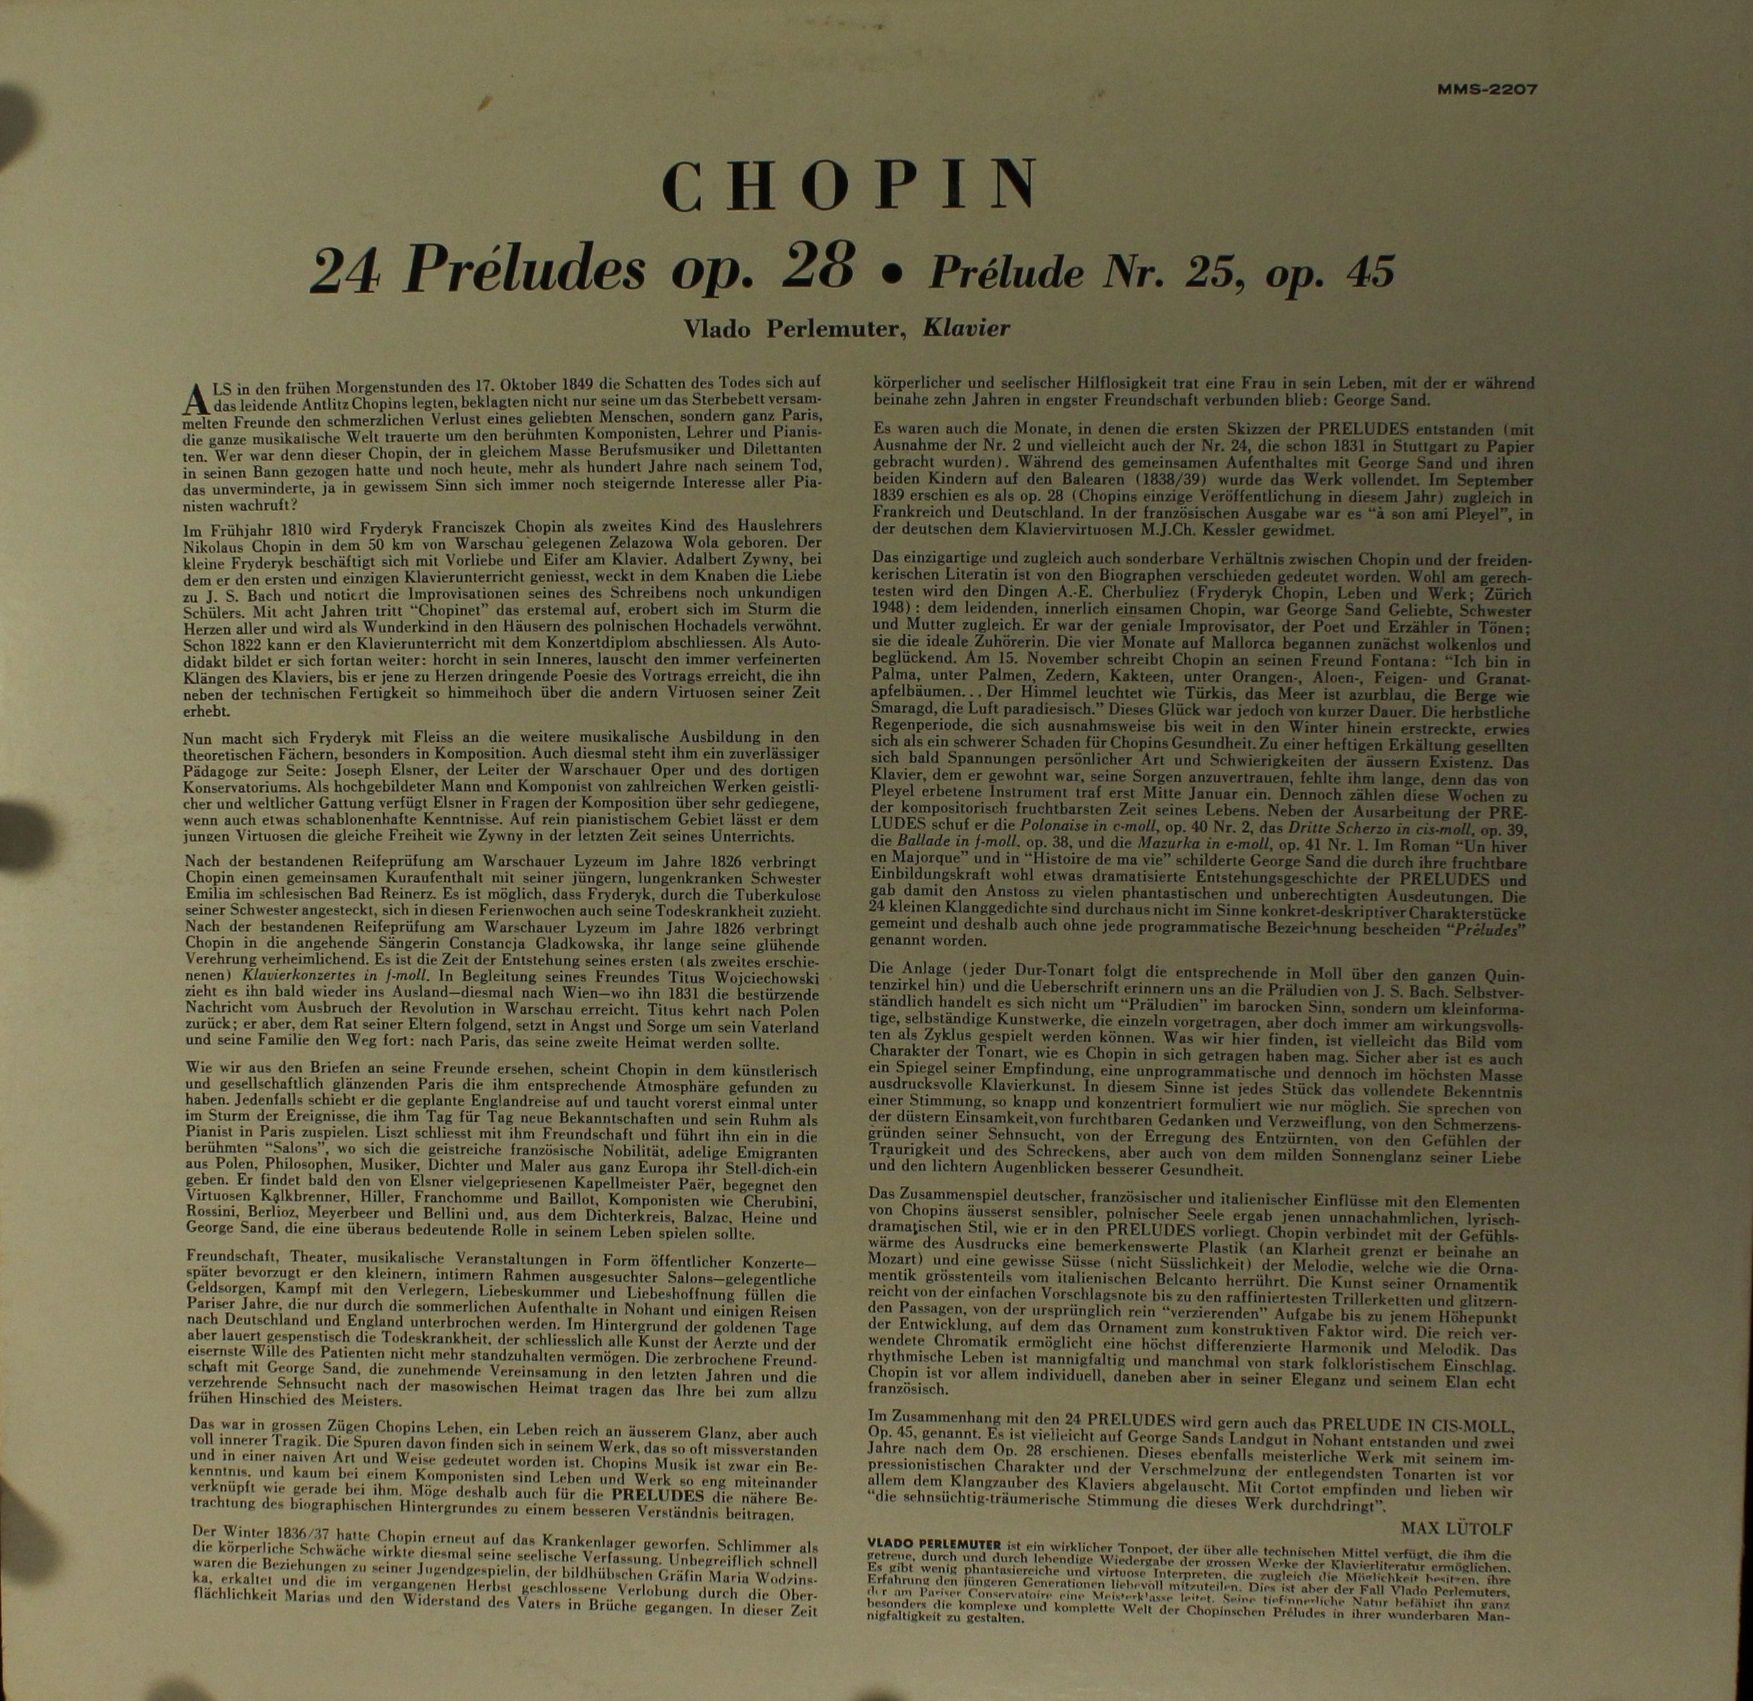 MMS-2207
CHOPIN
24 Préludes op. 28 • Prélude Nr. 25, op. 45
Vlado Perlemuter, Klavier
ALS in den frühen Morgenstunden des 17. Oktober 1849 die Schatten des Todes sich auf
das leidende Antlitz Chopins legten, beklagten nicht nur seine um das Sterbebett versam-
melten Freunde den schmerzlichen Verlust eines geliebten Menschen, sondern ganz Paris,
die ganze musikalische Welt trauerte um den berühmten Komponisten, Lehrer und Pianis-
ten. Wer war denn dieser Chopin, der in gleichem Masse Berufsmusiker und Dilettanten
in seinen Bann gezogen hatte und noch heute, mehr als hundert Jahre nach seinem Tod,
das unverminderte, ja in gewissem Sinn sich immer noch steigernde Interesse aller Pia-
nisten wachruft?
Im Frühjahr 1810 wird Fryderyk Franciszek Chopin als zweites Kind des Hauslehrers
Nikolaus Chopin in dem 50 km von Warschau gelegenen Zelazowa Wola geboren. Der
kleine Fryderyk beschäftigt sich mit Vorliebe und Eifer am Klavier. Adalbert Zywny, bei
dem er den ersten und einzigen Klavierunterricht geniesst, weckt in dem Knaben die Liebe
zu J. S. Bach und notiert die Improvisationen seines des Schreibens noch unkundigen
Schülers. Mit acht Jahren tritt “Chopinet” das erstemal auf, erobert sich im Sturm die
Herzen aller und wird als Wunderkind in den Häusern des polnischen Hochadels verwöhnt.
Schon 1822 kann er den Klavierunterricht mit dem Konzertdiplom abschliessen. Als Auto-
didakt bildet er sich fortan weiter: horcht in sein Inneres, lauscht den immer verfeinerten
Klängen des Klaviers, bis er jene zu Herzen dringende Poesie des Vortrags erreicht, die ihn
neben der technischen Fertigkeit so himmelhoch über die andern Virtuosen seiner Zeit
erhebt.
Nun macht sich Fryderyk mit Fleiss an die weitere musikalische Ausbildung in den
theoretischen Fächern, besonders in Komposition. Auch diesmal steht ihm ein zuverlässiger
Pädagoge zur Seite: Joseph Elsner, der Leiter der Warschauer Oper und des dortigen
Konservatoriums. Als hochgebildeter Mann und Komponist von zahlreichen Werken geistli-
cher und weltlicher Gattung verfügt Elsner in Fragen der Komposition über sehr gediegene,
wenn auch etwas schablonenhafte Kenntnisse. Auf rein pianistischem Gebiet lässt er dem
jungen Virtuosen die gleiche Freiheit wie Zywny in der letzten Zeit seines Unterrichts.
Nach der bestandenen Reifeprüfung am Warschauer Lyzeum im Jahre 1826 verbringt
Chopin einen gemeinsamen Kuraufenthalt mit seiner jüngern, lungenkranken Schwester
Emilia im schlesischen Bad Reinerz. Es ist möglich, dass Fryderyk, durch die Tuberkulose
seiner Schwester angesteckt, sich in diesen Ferienwochen auch seine Todeskrankheit zuzieht.
Nach der bestandenen Reifeprüfung am Warschauer Lyzeum im Jahre 1826 verbringt
Chopin in die angehende Sängerin Constancja Gladkowska, ihr lange seine glühende
Verehrung verheimlichend. Es ist die Zeit der Entstehung seines ersten (als zweites erschie-
nenen) Klavierkonzertes in f-moll. In Begleitung seines Freundes Titus Wojciechowski
zieht es ihn bald wieder ins Ausland—diesmal nach Wien—wo ihn 1831 die bestürzende
Nachricht vom Ausbruch der Revolution in Warschau erreicht. Titus kehrt nach Polen
zurück; er aber, dem Rat seiner Eltern folgend, setzt in Angst und Sorge um sein Vaterland
und seine Familie den Weg fort: nach Paris, das seine zweite Heimat werden sollte.
Wie wir aus den Briefen an seine Freunde ersehen, scheint Chopin in dem künstlerisch
und gesellschaftlich glänzenden Paris die ihm entsprechende Atmosphäre gefunden zu
haben. Jedenfalls schiebt er die geplante Englandreise auf und taucht vorerst einmal unter
im Sturm der Ereignisse, die ihm Tag für Tag neue Bekanntschaften und sein Ruhm als
Pianist in Paris zuspielen. Liszt schliesst mit ihm Freundschaft und führt ihn ein in die
berühmten “Salons”, wo sich die geistreiche französische Nobilität, adelige Emigranten
aus Polen, Philosophen, Musiker, Dichter und Maler aus ganz Europa ihr Stell-dich-ein
geben. Er findet bald den von Elsner vielgepriesenen Kapellmeister Paër, begegnet den
Virtuosen Kalkbrenner, Hiller, Franchomme und Baillot, Komponisten wie Cherubini,
Rossini, Berlioz, Meyerbeer und Bellini und, aus dem Dichterkreis, Balzac, Heine und
George Sand, die eine überaus bedeutende Rolle in seinem Leben spielen sollte.
Freundschaft, Theater, musikalische Veranstaltungen in Form öffentlicher Konzerte—
später bevorzugt er den kleinern, intimern Rahmen ausgesuchter Salons—gelegentliche
Geldsorgen, Kampf mit den Verlegern, Liebeskummer und Liebeshoffnung füllen die
Pariser Jahre, die nur durch die sommerlichen Aufenthalte in Nohant und einigen Reisen
nach Deutschland und England unterbrochen werden. Im Hintergrund der goldenen Tage
aber lauert gespenstisch die Todeskrankheit, der schliesslich alle Kunst der Aerzte und der
eisernste Wille des Patienten nicht mehr standzuhalten vermögen. Die zerbrochene Freund-
schaft mit George Sand, die zunehmende Vereinsamung in den letzten Jahren und die
verzehrende Sehnsucht nach der masowischen Heimat tragen das Ihre bei zum allzu
frühen Hinschied des Meisters.
Das war in grossen Zügen Chopins Leben, ein Leben reich an äusserem Glanz, aber auch
voll innerer Tragik. Die Spuren davon finden sich in seinem Werk, das so oft missverstanden
und in einer naiven Art und Weise gedeutet worden ist. Chopins Musik ist zwar ein Be-
kenntnis, und kaum bei einem Komponisten sind Leben und Werk so eng miteinander
verknüpft wie gerade bei ihm. Möge deshalb auch für die PRELUDES die nähere Be-
trachtung des biographischen Hintergrundes zu einem besseren Verständnis beitragen.
Der Winter 1836/37 hatte Chopin erneut auf das Krankenlager geworfen. Schlimmer als
die körperliche Schwäche wirkte diesmal seine seelische Verfassung. Unbegreiflich schnell
waren die Beziehungen zu seiner Jugendgespielin, der bildhübschen Gräfin Maria Wodzins-
ka, erkaltet und die im vergangenen Herbst geschlossene Verlobung durch die Ober-
flächlichkeit Marias und den Widerstand des Vaters in Brüche gegangen. In dieser Zeit
körperlicher und seelischer Hilflosigkeit trat eine Frau in sein Leben, mit der er während
beinahe zehn Jahren in engster Freundschaft verbunden blieb: George Sand.
Es waren auch die Monate, in denen die ersten Skizzen der PRELUDES entstanden (mit
Ausnahme der Nr. 2 und vielleicht auch der Nr. 24, die schon 1831 in Stuttgart zu Papier
gebracht wurden). Während des gemeinsamen Aufenthaltes mit George Sand und ihren
beiden Kindern auf den Balearen (1838/39) wurde das Werk vollendet. Im September
1839 erschien es als op. 28 (Chopins einzige Veröffentlichung in diesem Jahr) zugleich in
Frankreich und Deutschland. In der französischen Ausgabe war es “à son ami Pleyel”, in
der deutschen dem Klaviervirtuosen M.J.Ch. Kessler gewidmet.
Das einzigartige und zugleich auch sonderbare Verhältnis zwischen Chopin und der freiden-
kerischen Literatin ist von den Biographen verschieden gedeutet worden. Wohl am gerech-
testen wird den Dingen A.-E. Cherbuliez (Fryderyk Chopin, Leben und Werk; Zürich
1948) : dem leidenden, innerlich einsamen Chopin, war George Sand Geliebte, Schwester
und Mutter zugleich. Er war der geniale Improvisator, der Poet und Erzähler in Tönen;
sie die ideale Zuhörerin. Die vier Monate auf Mallorca begannen zunächst wolkenlos und
beglückend. Am 15. November schreibt Chopin an seinen Freund Fontana: “Ich bin in
Palma, unter Palmen, Zedern, Kakteen, unter Orangen-, Aloen-, Feigen- und Granat-
apfelbäumen... Der Himmel leuchtet wie Türkis, das Meer ist azurblau, die Berge wie
Smaragd, die Luft paradiesisch.” Dieses Glück war jedoch von kurzer Dauer. Die herbstliche
Regenperiode, die sich ausnahmsweise bis weit in den Winter hinein erstreckte, erwies
sich als ein schwerer Schaden für Chopins Gesundheit. Zu einer heftigen Erkältung gesellten
sich bald Spannungen persönlicher Art und Schwierigkeiten der äussern Existenz. Das
Klavier, dem er gewohnt war, seine Sorgen anzuvertrauen, fehlte ihm lange, denn das von
Pleyel erbetene Instrument traf erst Mitte Januar ein. Dennoch zählen diese Wochen zu
der kompositorisch fruchtbarsten Zeit seines Lebens. Neben der Ausarbeitung der PRE-
LUDES schuf er die Polonaise in c-moll, op. 40 Nr. 2, das Dritte Scherzo in cis-moll, op. 39,
die Ballade in f-moll, op. 38, und die Mazurka in e-moll, op. 41 Nr. 1. Im Roman “Un hiver
en Majorque” und in “Histoire de ma vie” schilderte George Sand die durch ihre fruchtbare
Einbildungskraft wohl etwas dramatisierte Entstehungsgeschichte der PRELUDES und
gab damit den Anstoss zu vielen phantastischen und unberechtigten Ausdeutungen. Die
24 kleinen Klanggedichte sind durchaus nicht im Sinne konkret-deskriptiver Charakterstücke
gemeint und deshalb auch ohne jede programmatische Bezeichnung bescheiden “Préludes”
genannt worden.
Die Anlage (jeder Dur-Tonart folgt die entsprechende in Moll über den ganzen Quin-
tenzirkel hin) und die Ueberschrift erinnern uns an die Präludien von J. S. Bach. Selbstver-
ständlich handelt es sich nicht um “Präludien” im barocken Sinn, sondern um kleinforma-
tige, selbständige Kunstwerke, die einzeln vorgetragen, aber doch immer am wirkungsvolls-
ten als Zyklus gespielt werden können. Was wir hier finden, ist vielleicht das Bild vom
Charakter der Tonart, wie es Chopin in sich getragen haben mag. Sicher aber ist es auch
ein Spiegel seiner Empfindung, eine unprogrammatische und dennoch im höchsten Masse
ausdrucksvolle Klavierkunst. In diesem Sinne ist jedes Stück das vollendete Bekenntnis
einer Stimmung, so knapp und konzentriert formuliert wie nur möglich. Sie sprechen von
der düstern Einsamkeit,von furchtbaren Gedanken und Verzweiflung, von den Schmerzens-
gründen seiner Sehnsucht, von der Erregung des Entzürnten, von den Gefühlen der
Traurigkeit und des Schreckens, aber auch von dem milden Sonnenglanz seiner Liebe
und den lichtern Augenblicken besserer Gesundheit.
Das Zusammenspiel deutscher, französischer und italienischer Einflüsse mit den Elementen
von Chopins äusserst sensibler, polnischer Seele ergab jenen unnachahmlichen, lyrisch-
dramatischen Stil, wie er in den PRELUDES vorliegt. Chopin verbindet mit der Gefühls-
wärme des Ausdrucks eine bemerkenswerte Plastik (an Klarheit grenzt er beinahe an
Mozart) und eine gewisse Süsse (nicht Süsslichkeit) der Melodie, welche wie die Orna-
mentik grösstenteils vom italienischen Belcanto herrührt. Die Kunst seiner Ornamentik
reicht von der einfachen Vorschlagsnote bis zu den raffiniertesten Trillerketten und glitzern-
den Passagen, von der ursprünglich rein “verzierenden” Aufgabe bis zu jenem Höhepunkt
der Entwicklung, auf dem das Ornament zum konstruktiven Faktor wird. Die reich ver-
wendete Chromatik ermöglicht eine höchst differenzierte Harmonik und Melodik. Das
rhythmische Leben ist mannigfaltig und manchmal von stark folkloristischem Einschlag.
Chopin ist vor allem individuell, daneben aber in seiner Eleganz und seinem Elan echt
französisch.
Im Zusammenhang mit den 24 PRELUDES wird gern auch das PRELUDE IN CIS-MOLL,
Op. 45, genannt. Es ist vielleicht auf George Sands Landgut in Nohant entstanden und zwei
Jahre nach dem Op. 28 erschienen. Dieses ebenfalls meisterliche Werk mit seinem im-
pressionistischen Charakter und der Verschmelzung der entlegendsten Tonarten ist vor
allem dem Klangzauber des Klaviers abgelauscht. Mit Cortot empfinden und lieben wir
“die sehnsüchtig-träumerische Stimmung die dieses Werk durchdringt”.
MAX LÜTOLF
VLADO PERLEMUTER ist ein wirklicher Tonpoet, der über alle technischen Mittel verfügt, die ihm die
getreue, durch und durch lebendige Wiedergabe der grossen Werke der Klavierliteratur ermöglichen.
Es gibt wenig phantasiereiche und virtuose Interpreten, die zugleich die Möglichkeit besitzen, ihre
Erfahrung den jüngeren Generationen liebevoll mitzuteilen. Dies ist aber der Fall Vlado Perlemuters,
der am Pariser Conservatoire eine Meisterklasse leitet. Seine tiefinnerliche Natur befähigt ihn ganz
besonders die komplexe und komplette Welt der Chopinschen Préludes in ihrer wunderbaren Man-
nigfaltigkeit zu gestalten.